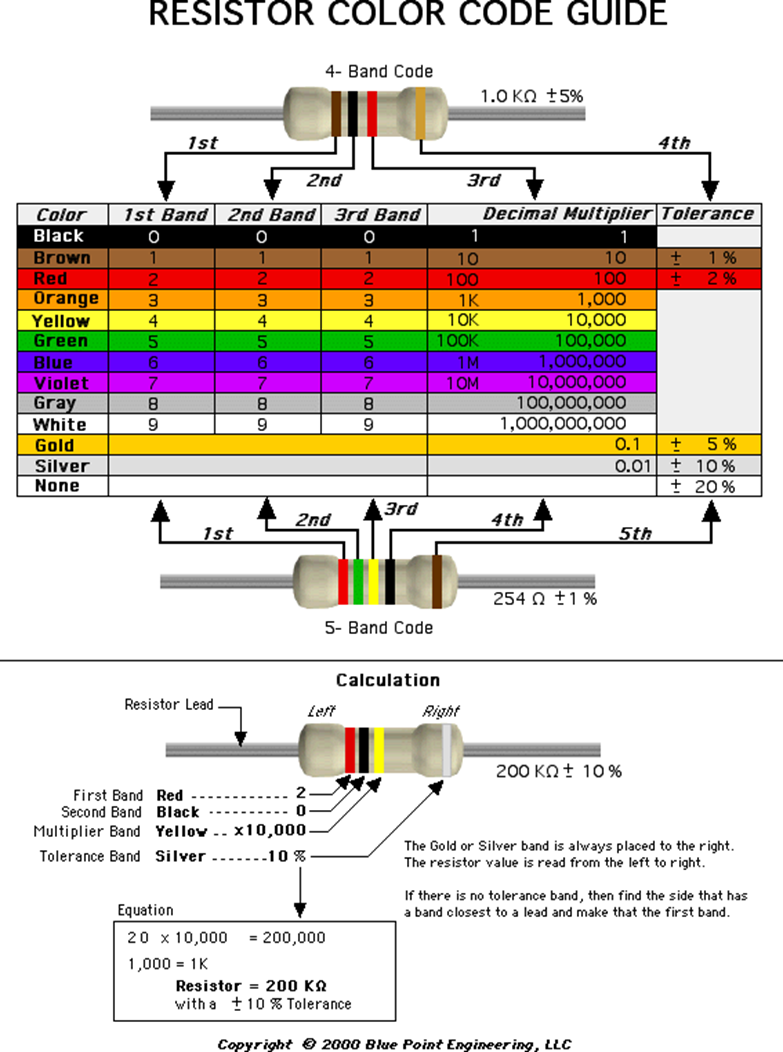 RESISTOR COLOR CODE GUIDE
4- Band Code
1.0 KΩ ±5%
1st
2nd
3rd
4th
Color 1st Band 2nd Band 3rd Band Decimal Multiplier Tolerance
Black 0 0 0 1 1
Brown 1 1 1 10 10 ± 1 %
Red 2 2 2 100 100 ± 2 %
Orange 3 3 3 1K 1,000
Yellow 4 4 4 10K 10,000
Green 5 5 5 100K 100,000
Blue 6 6 6 1M 1,000,000
Violet 7 7 7 10M 10,000,000
Gray 8 8 8 100,000,000
White 9 9 9 1,000,000,000
Gold 0.1 ± 5 %
Silver 0.01 ± 10 %
None ± 20 %
1st
2nd
3rd
4th
5th
254 Ω ±1 %
5- Band Code
Calculation
Resistor Lead
Left
Right
200 KΩ ± 10 %
First Band Red ---------------- 2
Second Band Black ------------- 0
Multiplier Band Yellow -- x10,000
Tolerance Band Silver -------10 %
The Gold or Silver band is always placed to the right.
The resistor value is read from the left to right.
If there is no tolerance band, then find the side that has
a band closest to a lead and make that the first band.
Equation
20 x 10,000 = 200,000
1,000 = 1K
Resistor = 200 KΩ
with a ± 10 % Tolerance
Copyright © 2000 Blue Point Engineering, LLC